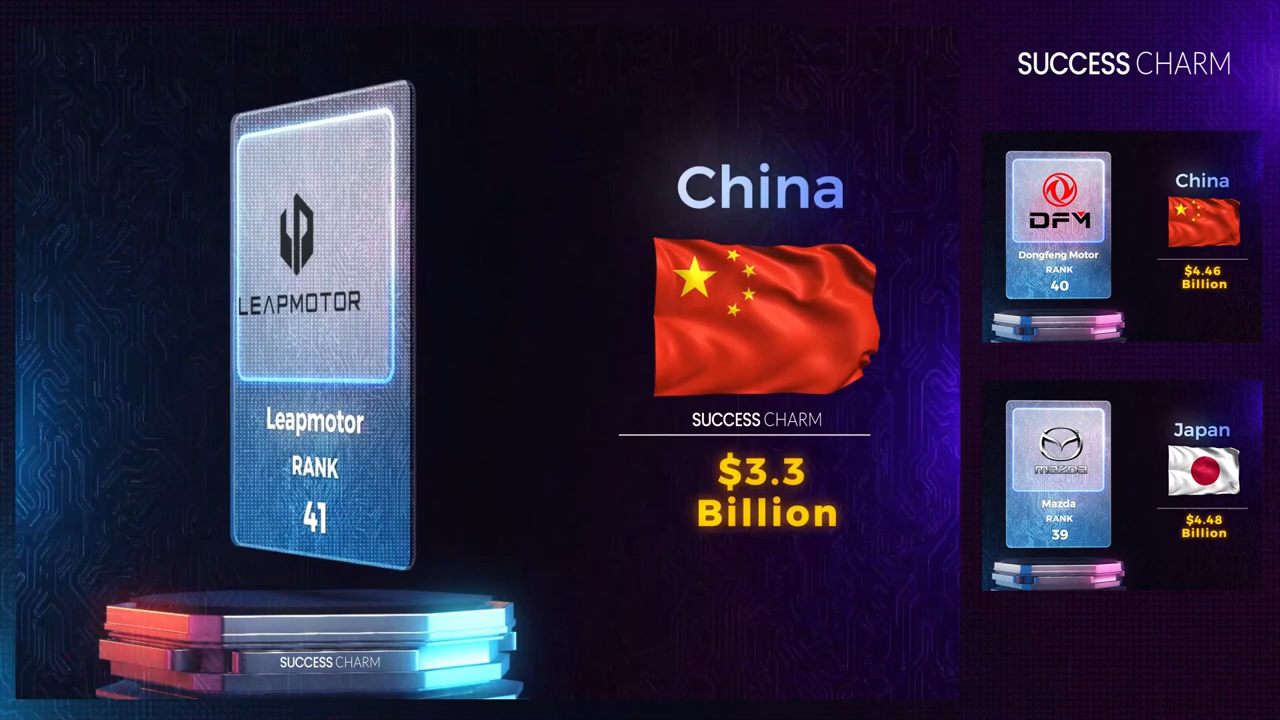 LEAPMOTOR
Leapmotor
RANK
41
SUCCESS CHARM
China
SUCCESS CHARM
$3.3
Billion
SUCCESS CHARM
DFM
Dongfeng Motor
RANK
40
China
$4.46
Billion
mazda
Mazda
RANK
39
Japan
$4.48
Billion